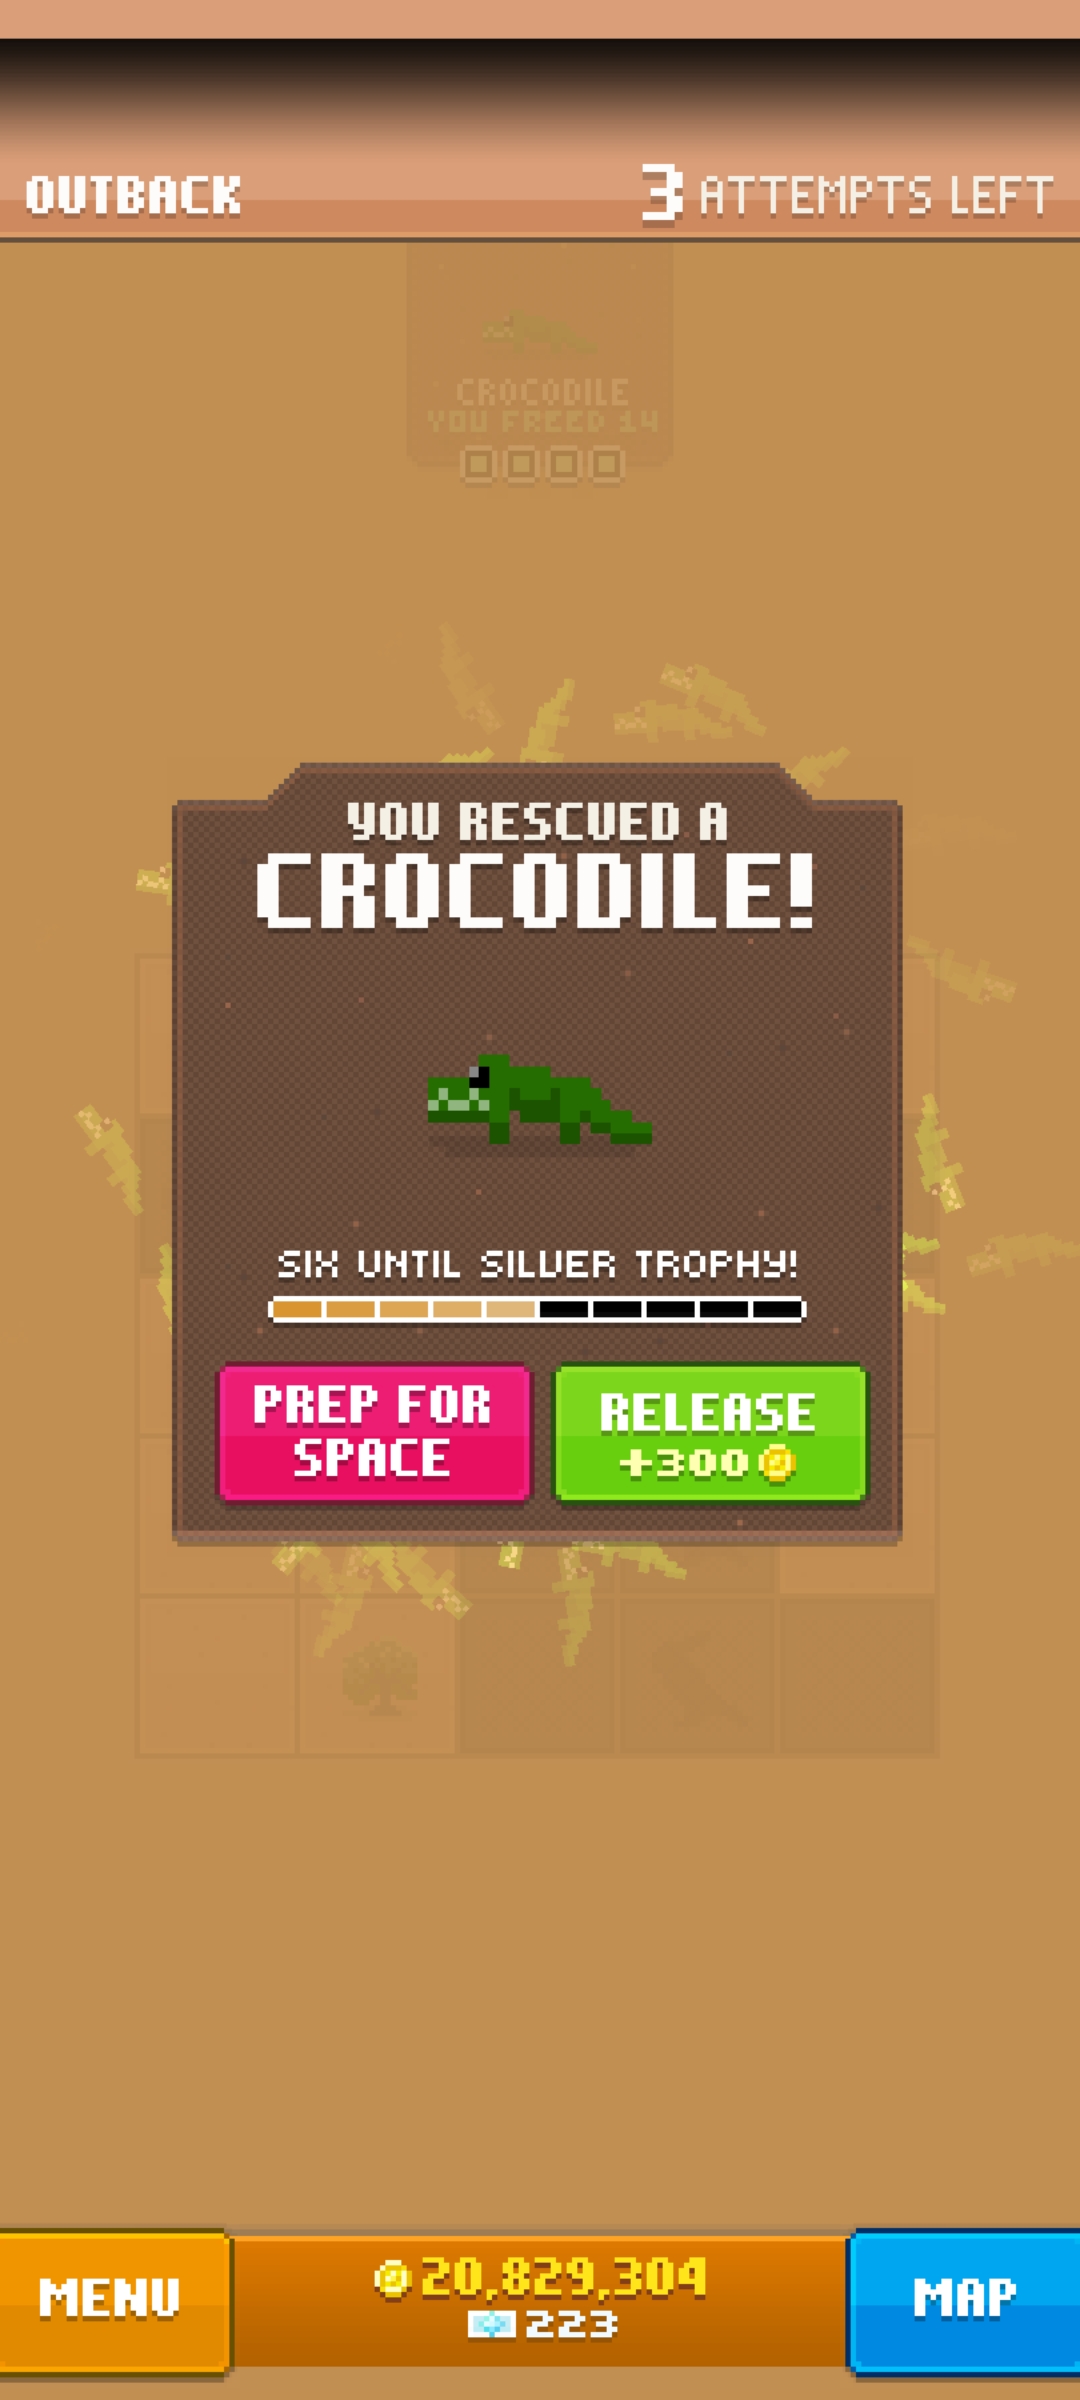 OUTBACK
3 ATTEMPTS LEFT
CROCODILE
YOU FREED 14
YOU RESCUED A
CROCODILE!
SIX UNTIL SILVER TROPHY!
PREP FOR
SPACE
RELEASE
+300
MENU
20,829,304
223
MAP